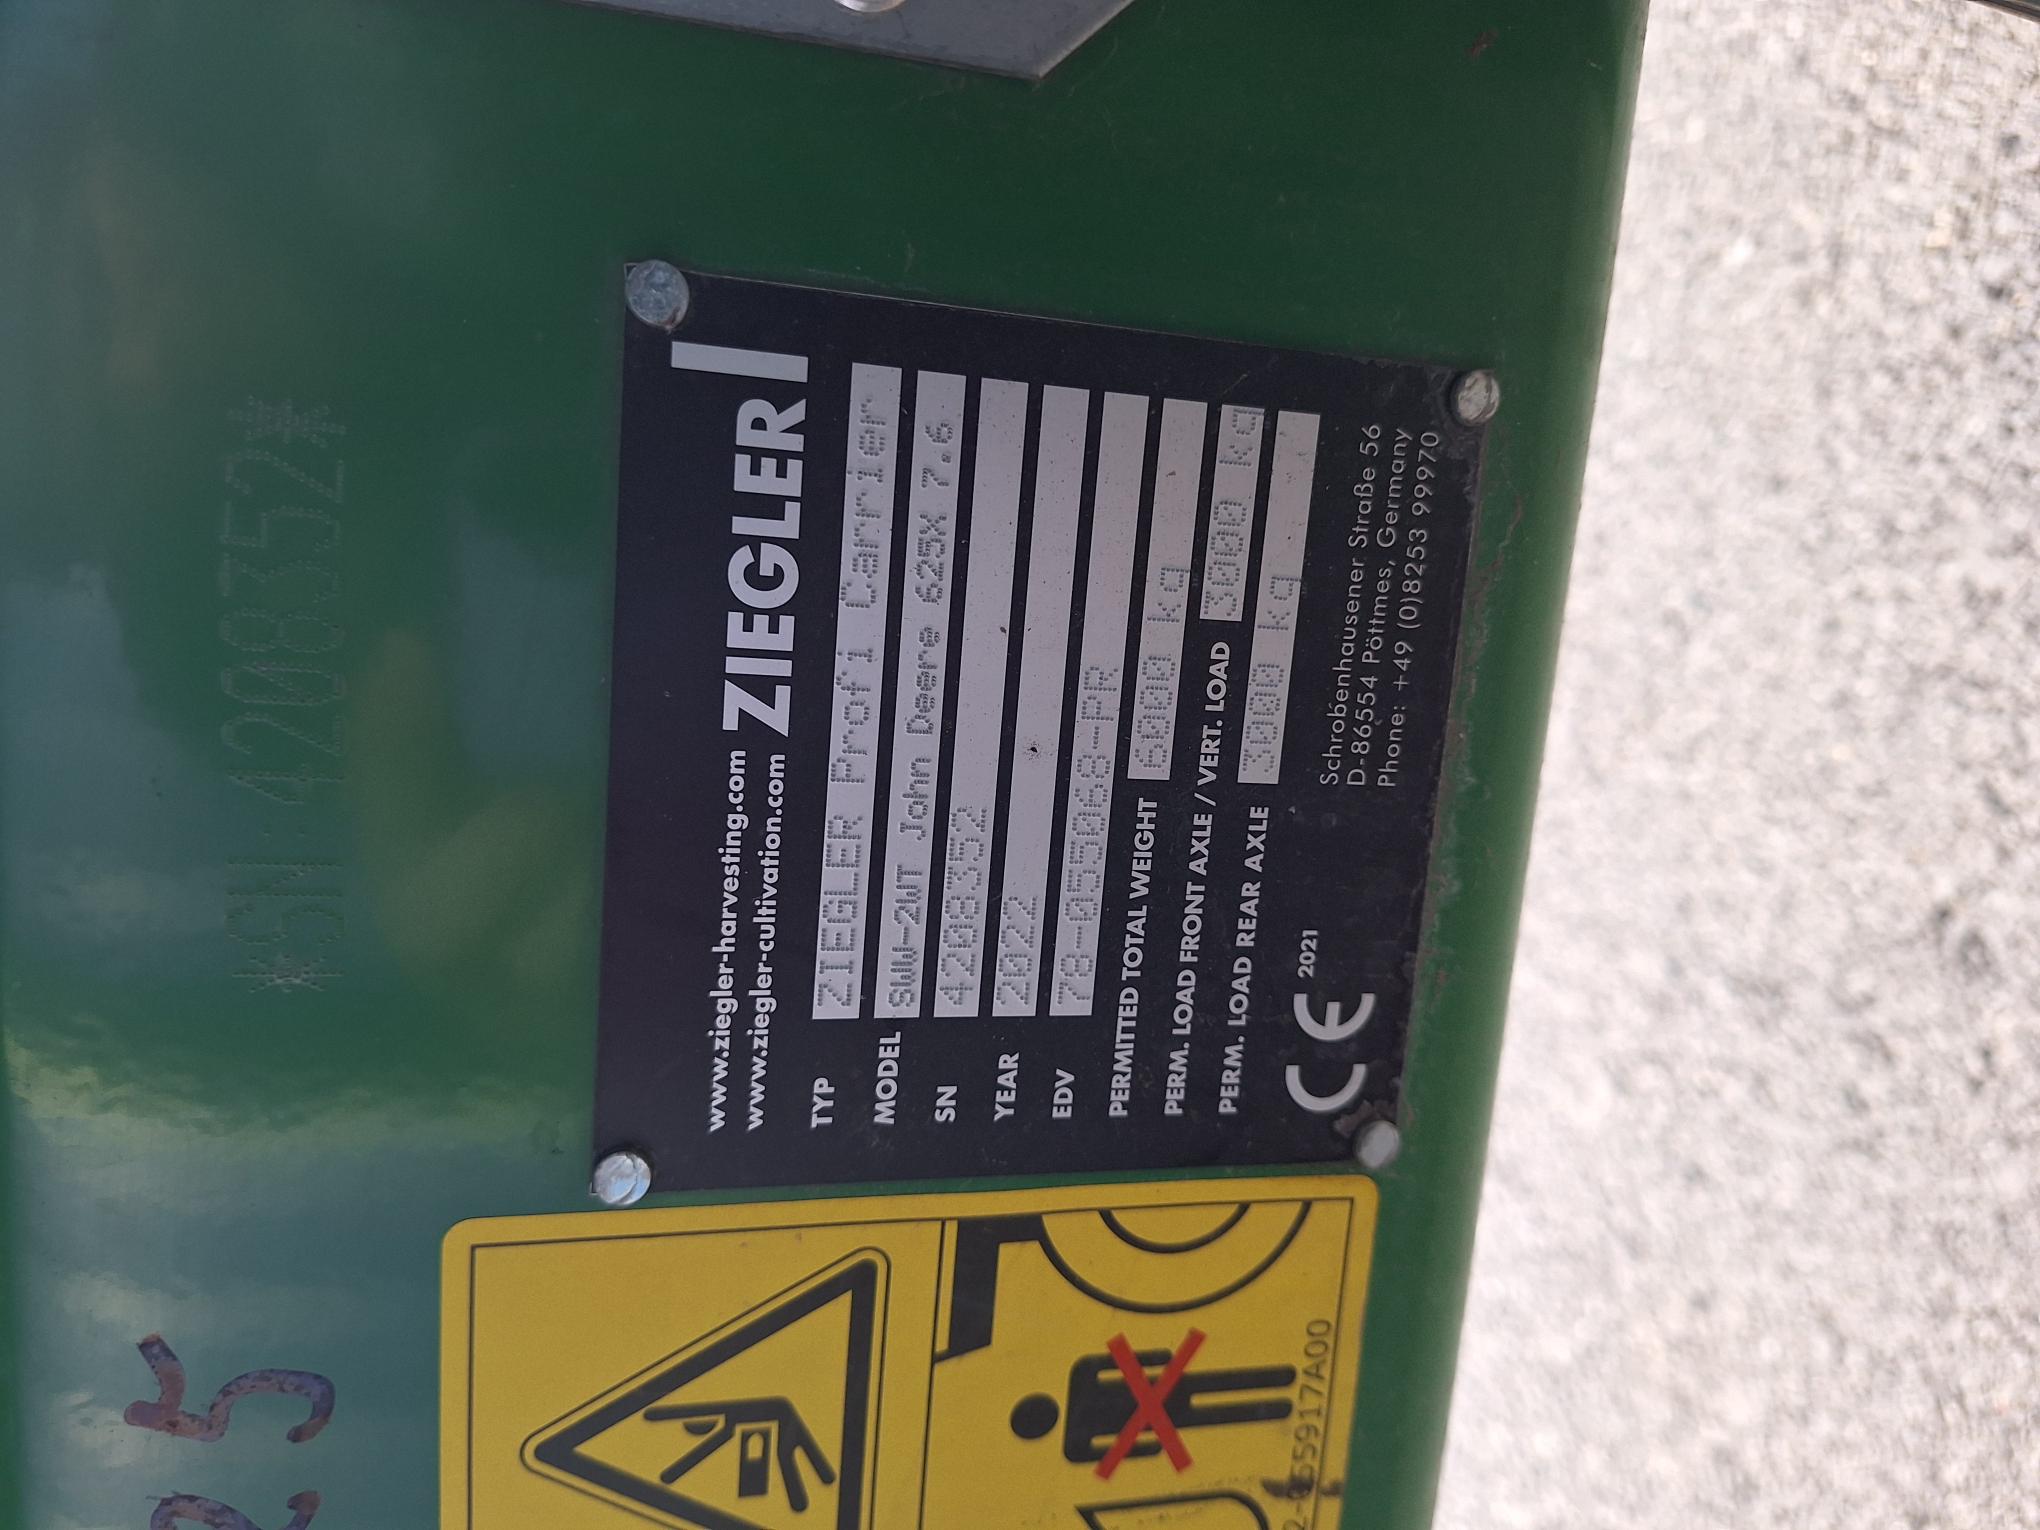 *SN:4208352*
www.ziegler-harvesting.com
www.ziegler-cultivation.com
ZIEGLER
TYP ZIEGLER Profi Carrier
MODEL SWW-2WT John Deere 625X 7.6
SN 4208352
YEAR 2022
EDV 78-055068-PR
PERMITTED TOTAL WEIGHT 6000 kg
PERM. LOAD FRONT AXLE / VERT. LOAD 3000 kg
PERM. LOAD REAR AXLE 3000 kg
CE 2021
Schrobenhausener Straße 56
D-86554 Pöttmes, Germany
Phone: +49 (0)8253 99970
25